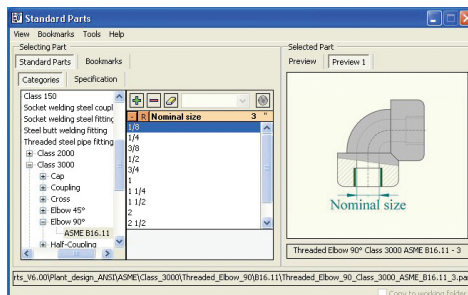 Standard Parts
View Bookmarks Tools Help
Selecting Part
Standard Parts Bookmarks
Categories Specification
Class 150
Socket welding steel coupl
Socket welding steel fitting
Steel butt welding fitting
Threaded steel pipe fitting
Class 2000
Class 3000
Cap
Coupling
Cross
Elbow 45°
Elbow 90°
ASME B16.11
Half-Coupling
R Nominal size 3 "
1/8
1/4
3/8
1/2
3/4
1
1 1/4
1 1/2
2
2 1/2
Selected Part
Preview Preview 1
Nominal size
Threaded Elbow 90° Class 3000 ASME B16.11 - 3
rts_V6.00\Plant_design_ANSI\ASME\Class_3000\Threaded_Elbow_90\B16.11\Threaded_Elbow_90_Class_3000_ASME_B16.11_3.par
Copy to working folder